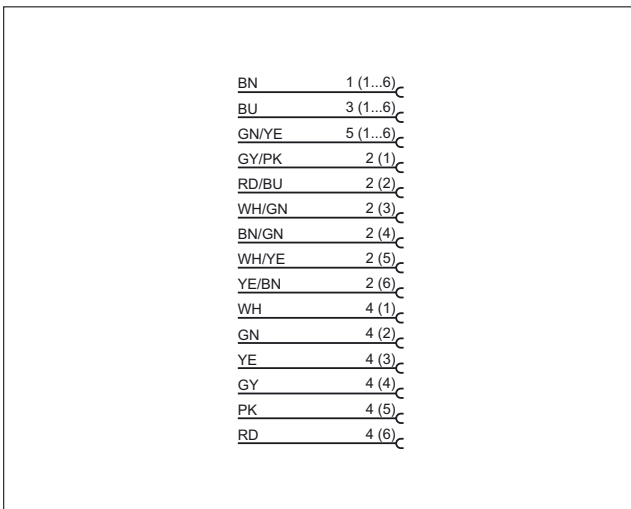 BN 1 (1...6)
BU 3 (1...6)
GN/YE 5 (1...6)
GY/PK 2 (1)
RD/BU 2 (2)
WH/GN 2 (3)
BN/GN 2 (4)
WH/YE 2 (5)
YE/BN 2 (6)
WH 4 (1)
GN 4 (2)
YE 4 (3)
GY 4 (4)
PK 4 (5)
RD 4 (6)